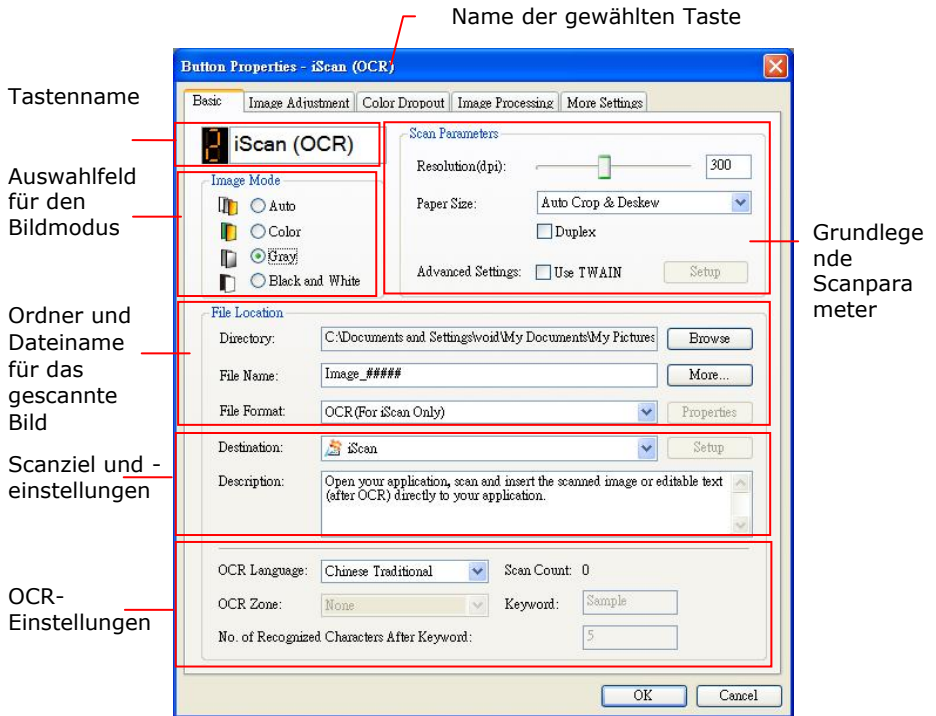 Name der gewählten Taste
Button Properties - iScan (OCR)
Tastenname
Basic Image Adjustment Color Dropout Image Processing More Settings
2 iScan (OCR)
Scan Parameters
Resolution(dpi): 300
Auswahlfeld
für den
Bildmodus
Image Mode
Auto
Color
Gray
Black and White
Paper Size: Auto Crop & Deskew
Duplex
Advanced Settings: Use TWAIN Setup
Grundlege
nde
Scanpara
meter
Ordner und
Dateiname
für das
gescannte
Bild
File Location
Directory: C:\Documents and Settings\void\My Documents\My Pictures Browse
File Name: Image_##### More...
File Format: OCR(For iScan Only) Properties
Scanziel und -
einstellungen
Destination: iScan Setup
Description: Open your application, scan and insert the scanned image or editable text
(after OCR) directly to your application.
OCR-
Einstellungen
OCR Language: Chinese Traditional Scan Count: 0
OCR Zone: None Keyword: Sample
No. of Recognized Characters After Keyword: 5
OK Cancel